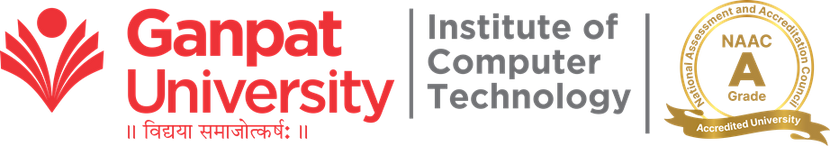 Ganpat
University
॥ विद्यया समाजोत्कर्षः ॥
Institute of
Computer
Technology
National Assessment and Accreditation Council
NAAC
A
Grade
Accredited University